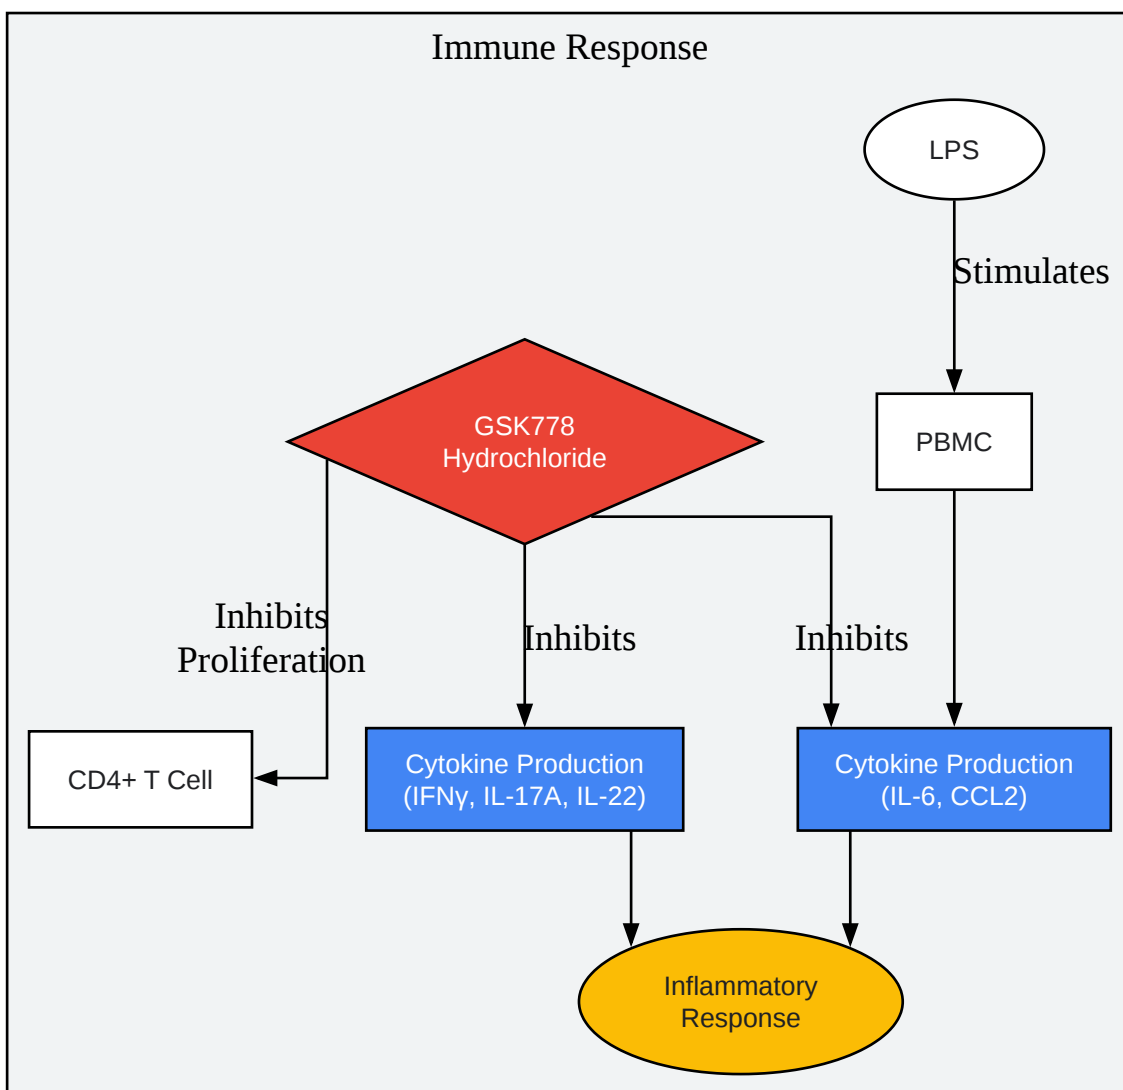 Immune Response
LPS
Stimulates
GSK778
Hydrochloride
PBMC
Inhibits
Proliferation
Inhibits
Inhibits
CD4+ T Cell
Cytokine Production
(IFNγ, IL-17A, IL-22)
Cytokine Production
(IL-6, CCL2)
Inflammatory
Response